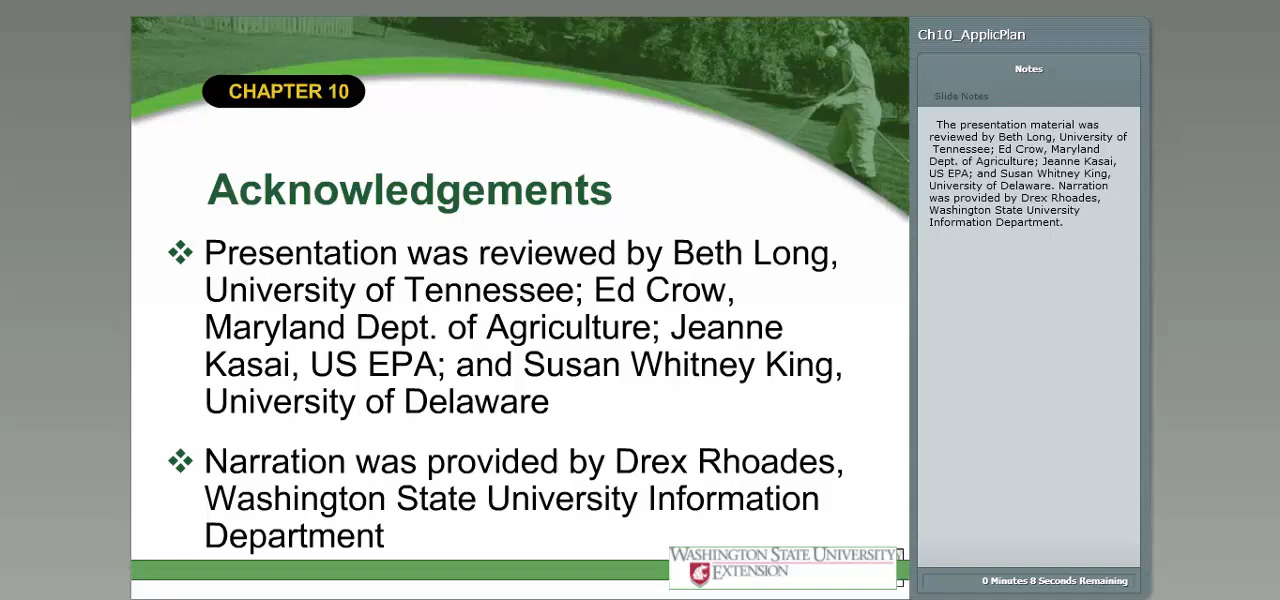 CHAPTER 10
Acknowledgements
Presentation was reviewed by Beth Long,
University of Tennessee; Ed Crow,
Maryland Dept. of Agriculture; Jeanne
Kasai, US EPA; and Susan Whitney King,
University of Delaware
Narration was provided by Drex Rhoades,
Washington State University Information
Department
WASHINGTON STATE UNIVERSITY
EXTENSION
Ch10_ApplicPlan
Notes
Slide Notes
The presentation material was
reviewed by Beth Long, University of
Tennessee; Ed Crow, Maryland
Dept. of Agriculture; Jeanne Kasai,
US EPA; and Susan Whitney King,
University of Delaware. Narration
was provided by Drex Rhoades,
Washington State University
Information Department.
0 Minutes 8 Seconds Remaining